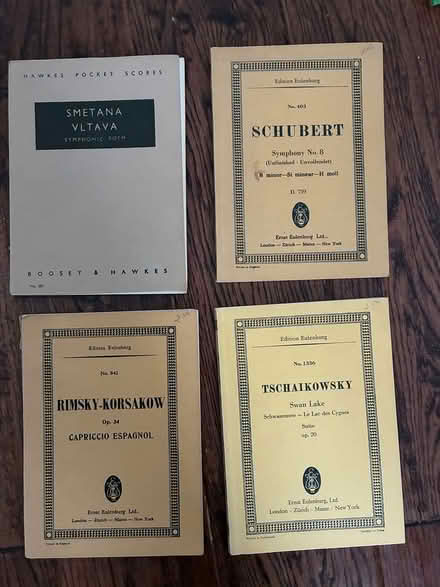 HAWKES POCKET SCORES
SMETANA
VLTAVA
SYMPHONIC POEM
BOOSEY & HAWKES
Edition Eulenburg
No. 403
SCHUBERT
Symphony No. 8
(Unfinished - Unvollendet)
B minor—Si mineur—H moll
D. 759
Ernst Eulenburg Ltd.,
London — Zürich — Mainz — New York
Edition Eulenburg
No. 842
RIMSKY-KORSAKOW
Op. 34
CAPRICCIO ESPAGNOL
Ernst Eulenburg Ltd.,
London — Zürich — Mainz — New York
Edition Eulenburg
No. 1356
TSCHAIKOWSKY
Swan Lake
Schwanensee — Le Lac des Cygnes
Suite
op. 20
Ernst Eulenburg, Ltd.
London - Zürich - Mainz - New York